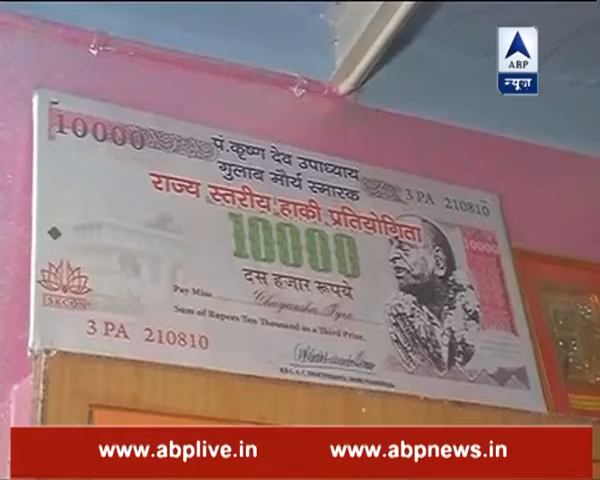 ABP
न्यूज़
10000
पं.कृष्ण देव उपाध्याय
गुलाब मौर्य स्मारक
3 PA 210810
राज्य स्तरीय हाकी प्रतियोगिता
10000
10000
दस हजार रूपये
ISKCON
Pay Miss
Sum of Rupees Ten Thousand as a Third Prize.
3 PA 210810
www.abplive.in
www.abpnews.in